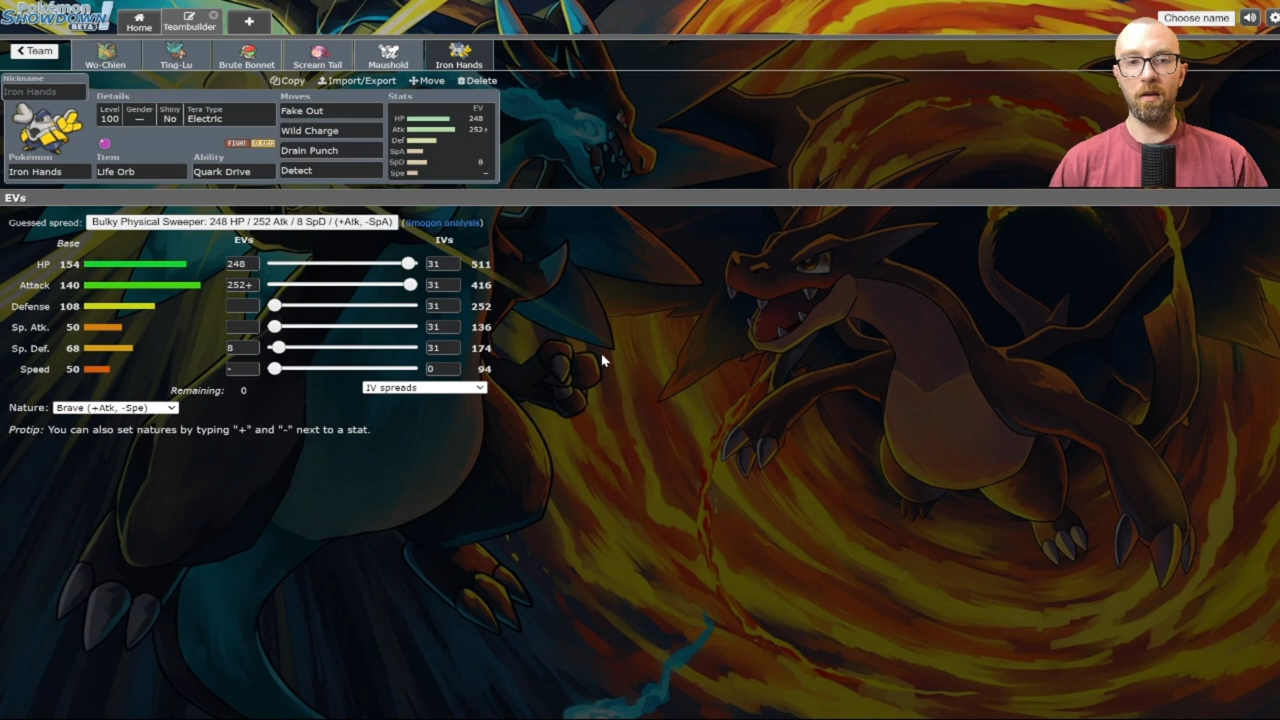 Pokémon
SHOWDOWN!
BETA
Home
Teambuilder
+
Choose name
Team
Wo-Chien
Ting-Lu
Brute Bonnet
Scream Tail
Maushold
Iron Hands
Copy Import/Export Move Delete
Nickname
Iron Hands
Details
Level Gender Shiny Tera Type
100 — No Electric
FIGHT ELECTR
Pokémon
Iron Hands
Item
Life Orb
Ability
Quark Drive
Moves
Fake Out
Wild Charge
Drain Punch
Detect
Stats
EV
HP 248
Atk 252+
Def
SpA
SpD 8
Spe –
EVs
Guessed spread: Bulky Physical Sweeper: 248 HP / 252 Atk / 8 SpD / (+Atk, -SpA) (Smogon analysis)
Base EVs IVs
HP 154 248 31 511
Attack 140 252+ 31 416
Defense 108 31 252
Sp. Atk. 50 31 136
Sp. Def. 68 8 31 174
Speed 50 - 0 94
Remaining: 0
IV spreads
Nature: Brave (+Atk, -Spe)
Protip: You can also set natures by typing "+" and "-" next to a stat.